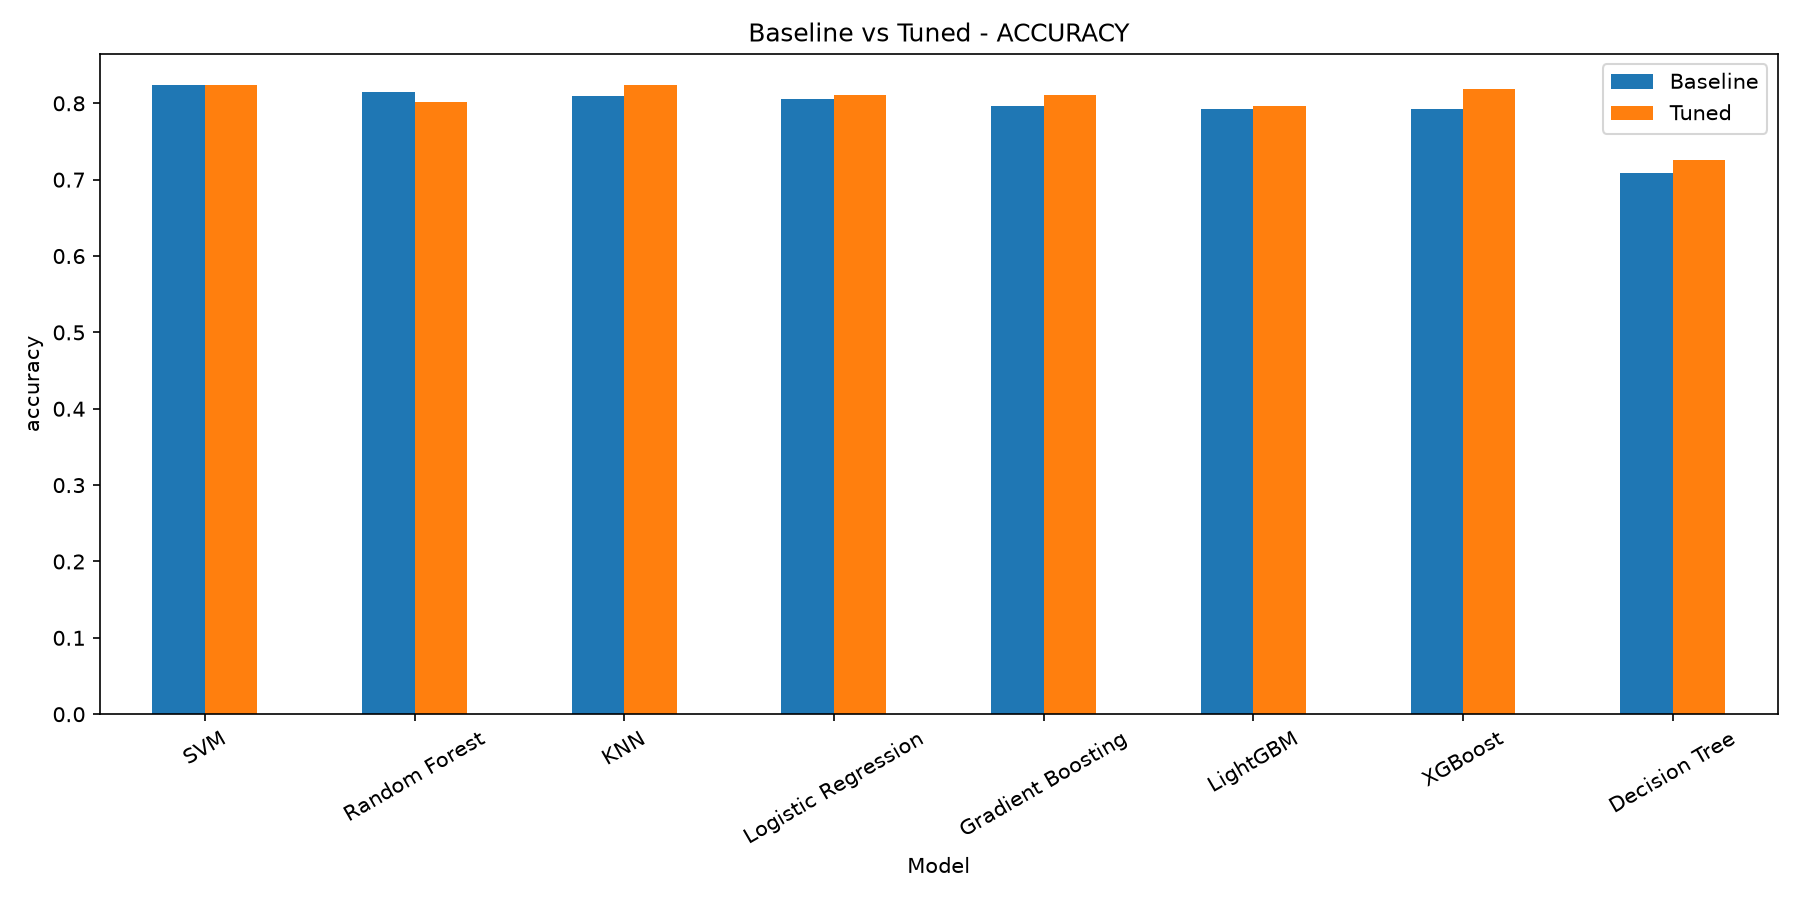 Baseline vs Tuned - ACCURACY
Baseline
Tuned
accuracy
0.8
0.7
0.6
0.5
0.4
0.3
0.2
0.1
0.0
SVM
Random Forest
KNN
Logistic Regression
Gradient Boosting
LightGBM
XGBoost
Decision Tree
Model